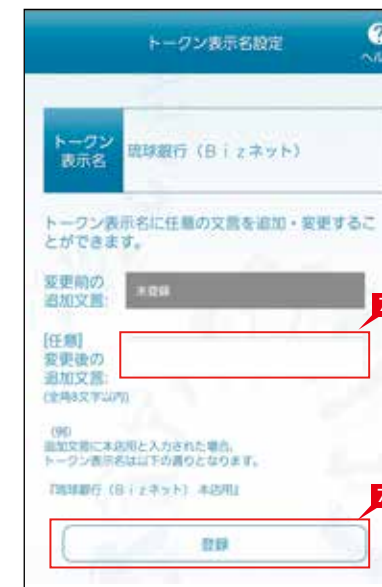 トークン表示名設定
?
ヘル
トークン
表示名
琉球銀行（Bizネット）
トークン表示名に任意の文言を追加・変更するこ
とができます。
変更前の
追加文言:
未登録
[任意]
変更後の
追加文言:
(全角8文字以内)
(例)
追加文言に本店用と入力された場合、
トークン表示名は以下の通りとなります。
『琉球銀行（Bizネット） 本店用』
登録